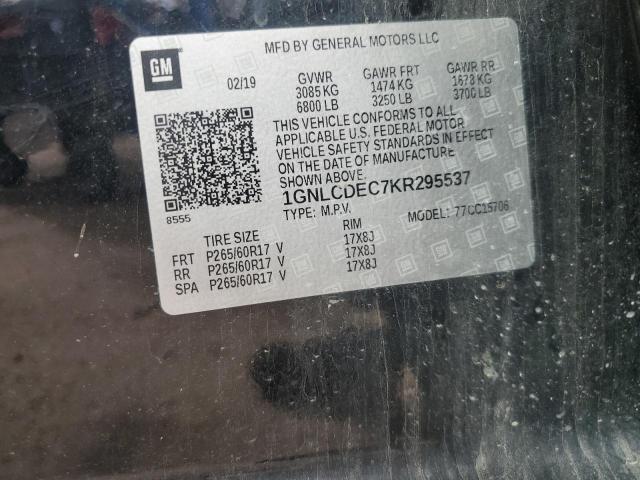 MFD BY GENERAL MOTORS LLC
GM
02/19 GVWR GAWR FRT GAWR RR
3085 KG 1474 KG 1678 KG
6800 LB 3250 LB 3700 LB
THIS VEHICLE CONFORMS TO ALL
APPLICABLE U.S. FEDERAL MOTOR
VEHICLE SAFETY STANDARDS IN EFFECT
ON THE DATE OF MANUFACTURE
SHOWN ABOVE.
1GNLCDEC7KR295537
8555
TYPE: M.P.V. MODEL: 77CC15706
TIRE SIZE RIM
FRT P265/60R17 V 17X8J
RR P265/60R17 V 17X8J
SPA P265/60R17 V 17X8J